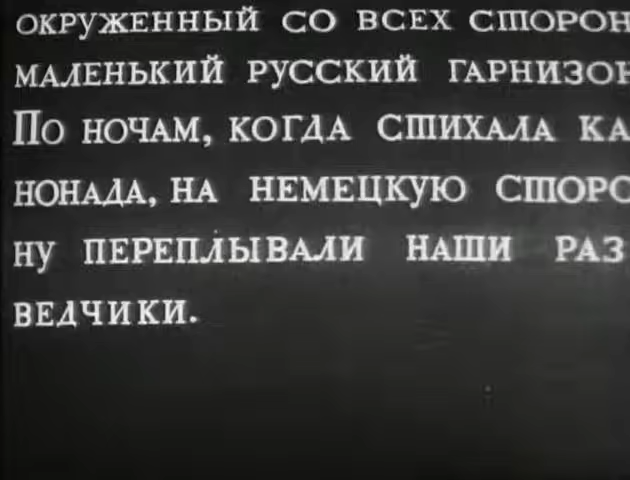 ОКРУЖЕННЫЙ СО ВСЕХ СТОРОН
МАЛЕНЬКИЙ РУССКИЙ ГАРНИЗОН
ПО НОЧАМ, КОГДА СТИХАЛА КА
НОНАДА, НА НЕМЕЦКУЮ СТОРО
НУ ПЕРЕПЛЫВАЛИ НАШИ РАЗ
ВЕДЧИКИ.